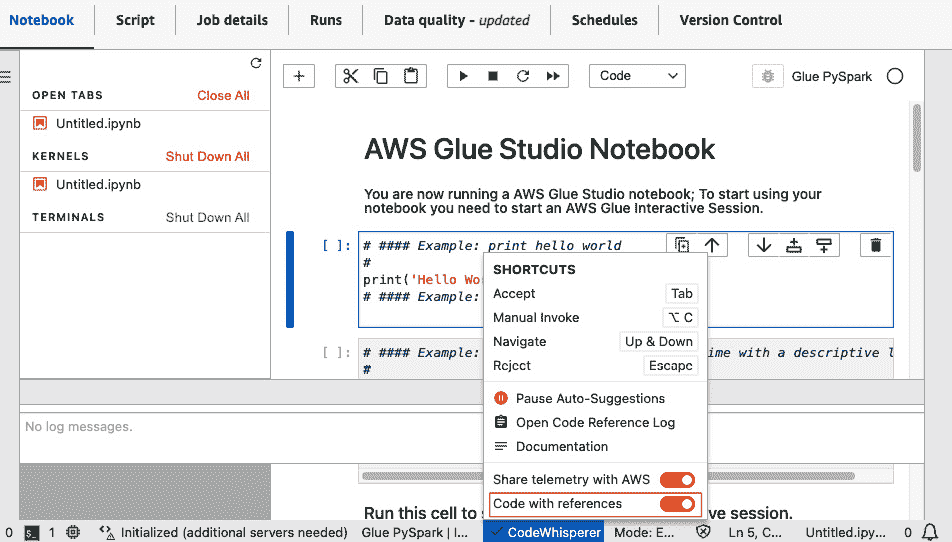 Notebook
Script
Job details
Runs
Data quality - updated
Schedules
Version Control
Code
Glue PySpark
OPEN TABS
Close All
Untitled.ipynb
KERNELS
Shut Down All
Untitled.ipynb
TERMINALS
Shut Down All
AWS Glue Studio Notebook
You are now running a AWS Glue Studio notebook; To start using your
notebook you need to start an AWS Glue Interactive Session.
[ ]:
# #### Example: print hello world
#
print('Hello Wo
# #### Example:
[ ]:
# #### Example:
ime with a descriptive l
#
SHORTCUTS
Accept
Tab
Manual Invoke
⌥ C
Navigate
Up & Down
Reject
Escape
Pause Auto-Suggestions
Open Code Reference Log
Documentation
Share telemetry with AWS
Code with references
No log messages.
Run this cell to s
ve session.
0
1
Initialized (additional servers needed)
Glue PySpark | I...
CodeWhisperer
Mode: E...
Ln 5, C...
Untitled.ipy...
0